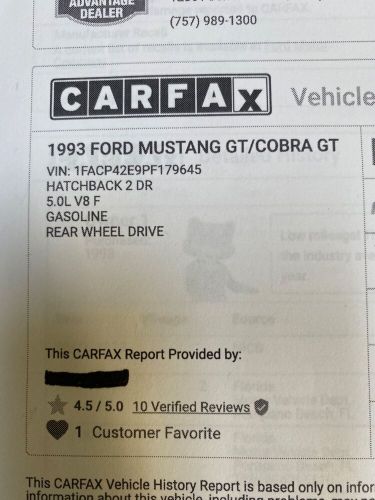 ADVANTAGE
DEALER
(757) 989-1300
CARFAX Vehicle
1993 FORD MUSTANG GT/COBRA GT
VIN: 1FACP42E9PF179645
HATCHBACK 2 DR
5.0L V8 F
GASOLINE
REAR WHEEL DRIVE
This CARFAX Report Provided by:
4.5 / 5.0 10 Verified Reviews
1 Customer Favorite
This CARFAX Vehicle History Report is based only on infor
information about this vehicle, including problems, may